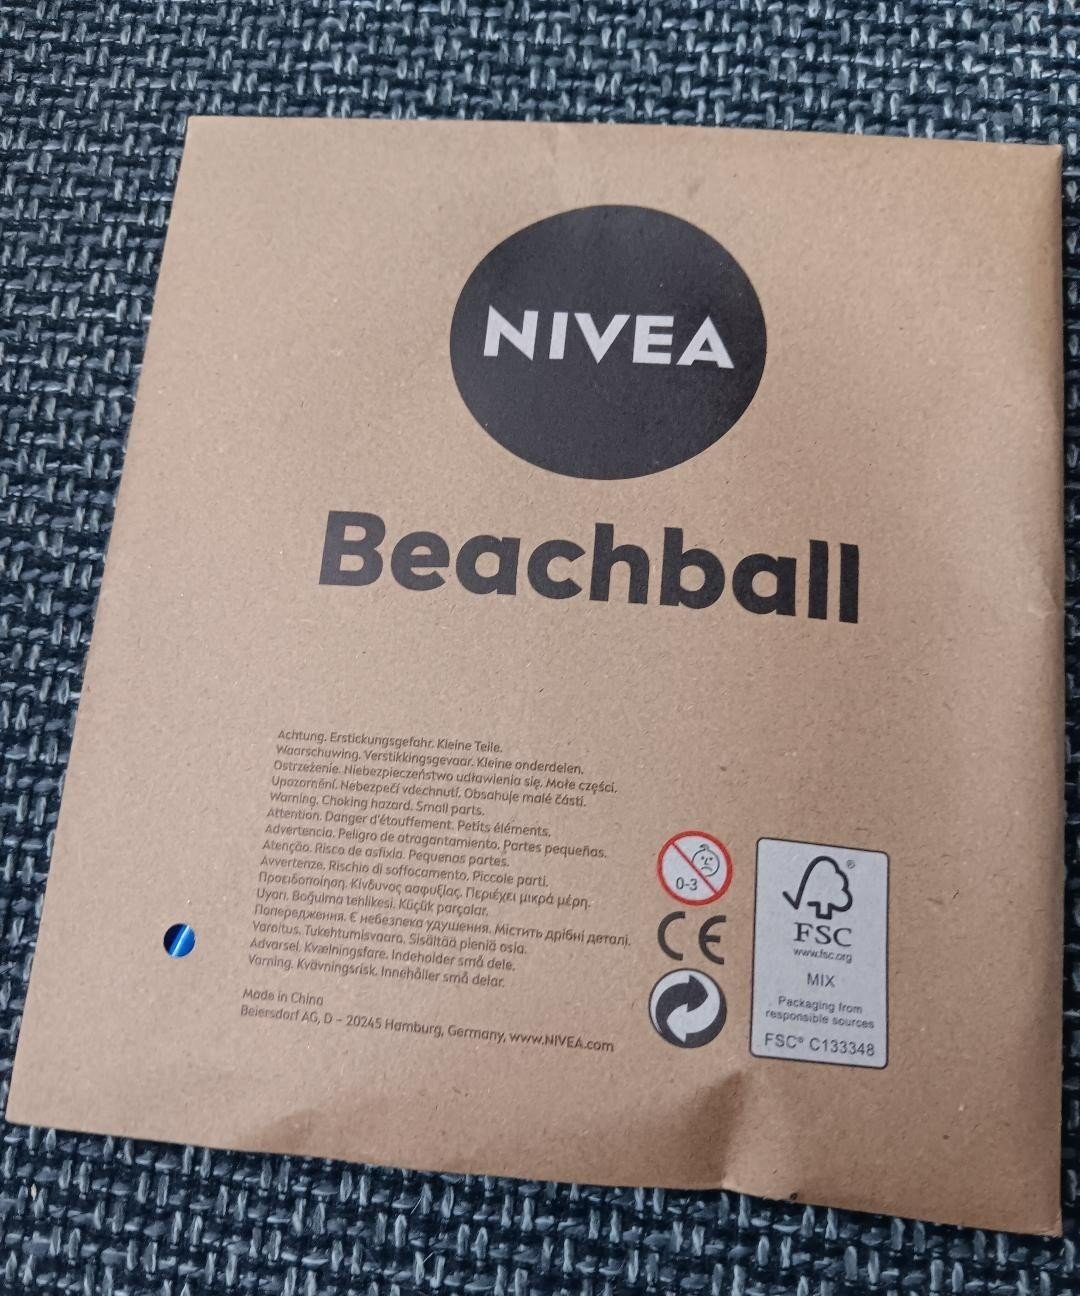 NIVEA
Beachball
Achtung. Erstickungsgefahr. Kleine Teile.
Waarschuwing. Verstikkingsgevaar. Kleine onderdelen.
Ostrzeżenie. Niebezpieczeństwo udławienia się. Małe części.
Upozornění. Nebezpečí vdechnutí. Obsahuje malé části.
Warning. Choking hazard. Small parts.
Attention. Danger d'étouffement. Petits éléments.
Advertencia. Peligro de atragantamiento. Partes pequeñas.
Atenção. Risco de asfixia. Pequenas partes.
Avvertenze. Rischio di soffocamento. Piccole parti.
Προειδοποίηση. Κίνδυνος ασφυξίας. Περιέχει μικρά μέρη.
Uyarı. Boğulma tehlikesi. Küçük parçalar.
Попередження. Є небезпека удушення. Містить дрібні деталі.
Varoitus. Tukehtumisvaara. Sisältää pieniä osia.
Advarsel. Kvælningsfare. Indeholder små dele.
Varning. Kvävningsrisk. Innehåller små delar.
Made in China
Beiersdorf AG, D – 20245 Hamburg, Germany, www.NIVEA.com
0-3
CE
®
FSC
www.fsc.org
MIX
Packaging from
responsible sources
FSC® C133348